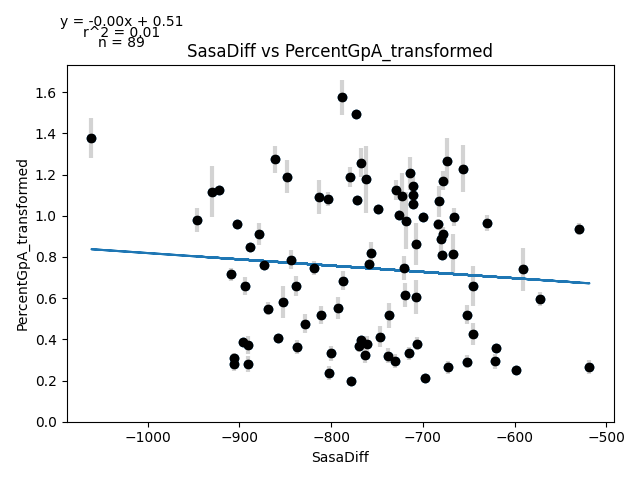 y = -0.00x + 0.51
r^2 = 0.01
n = 89
SasaDiff vs PercentGpA_transformed
1.6
1.4
1.2
1.0
0.8
0.6
0.4
0.2
0.0
PercentGpA_transformed
−1000
−900
−800
−700
−600
−500
SasaDiff